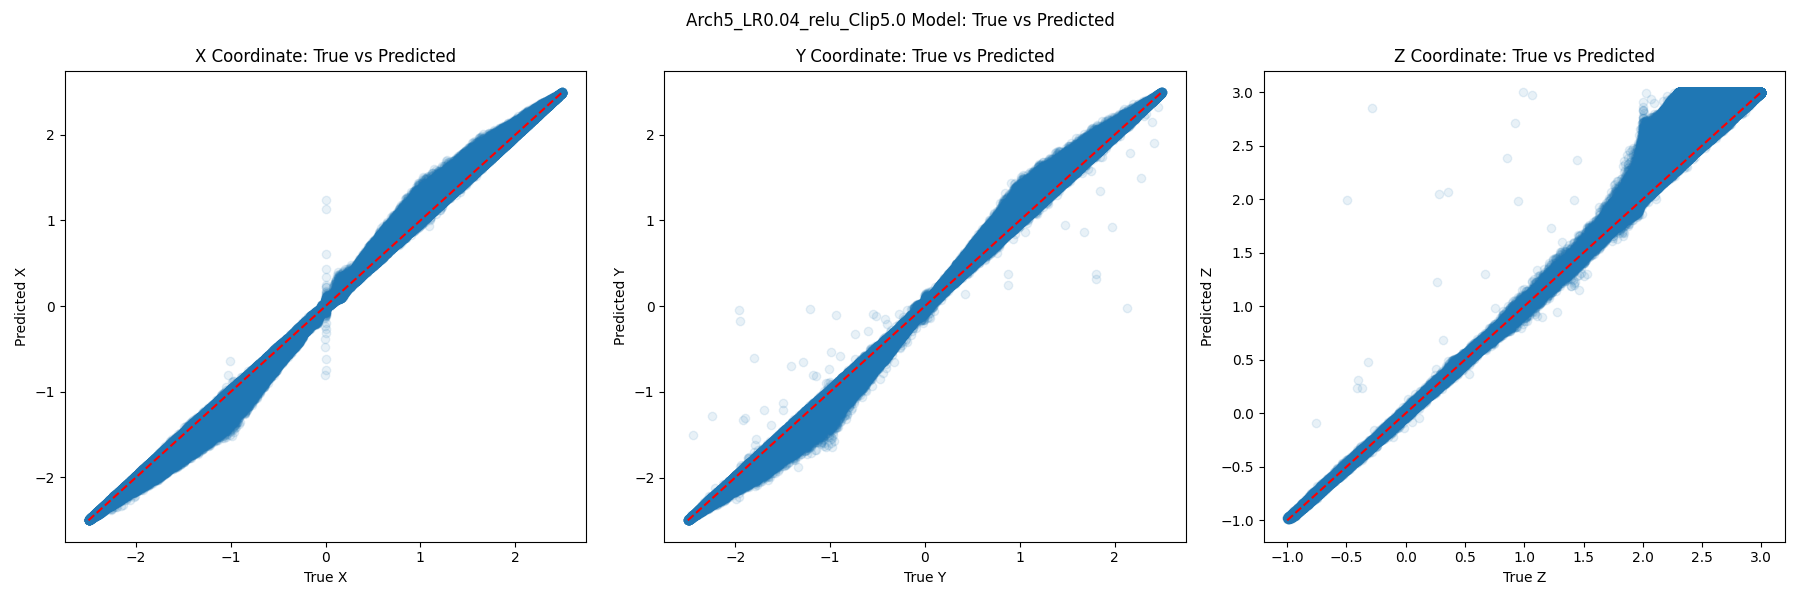 Arch5_LR0.04_relu_Clip5.0 Model: True vs Predicted
X Coordinate: True vs Predicted
Predicted X
2
1
0
−1
−2
−2 −1 0 1 2
True X
Y Coordinate: True vs Predicted
Predicted Y
2
1
0
−1
−2
−2 −1 0 1 2
True Y
Z Coordinate: True vs Predicted
Predicted Z
3.0
2.5
2.0
1.5
1.0
0.5
0.0
−0.5
−1.0
−1.0 −0.5 0.0 0.5 1.0 1.5 2.0 2.5 3.0
True Z